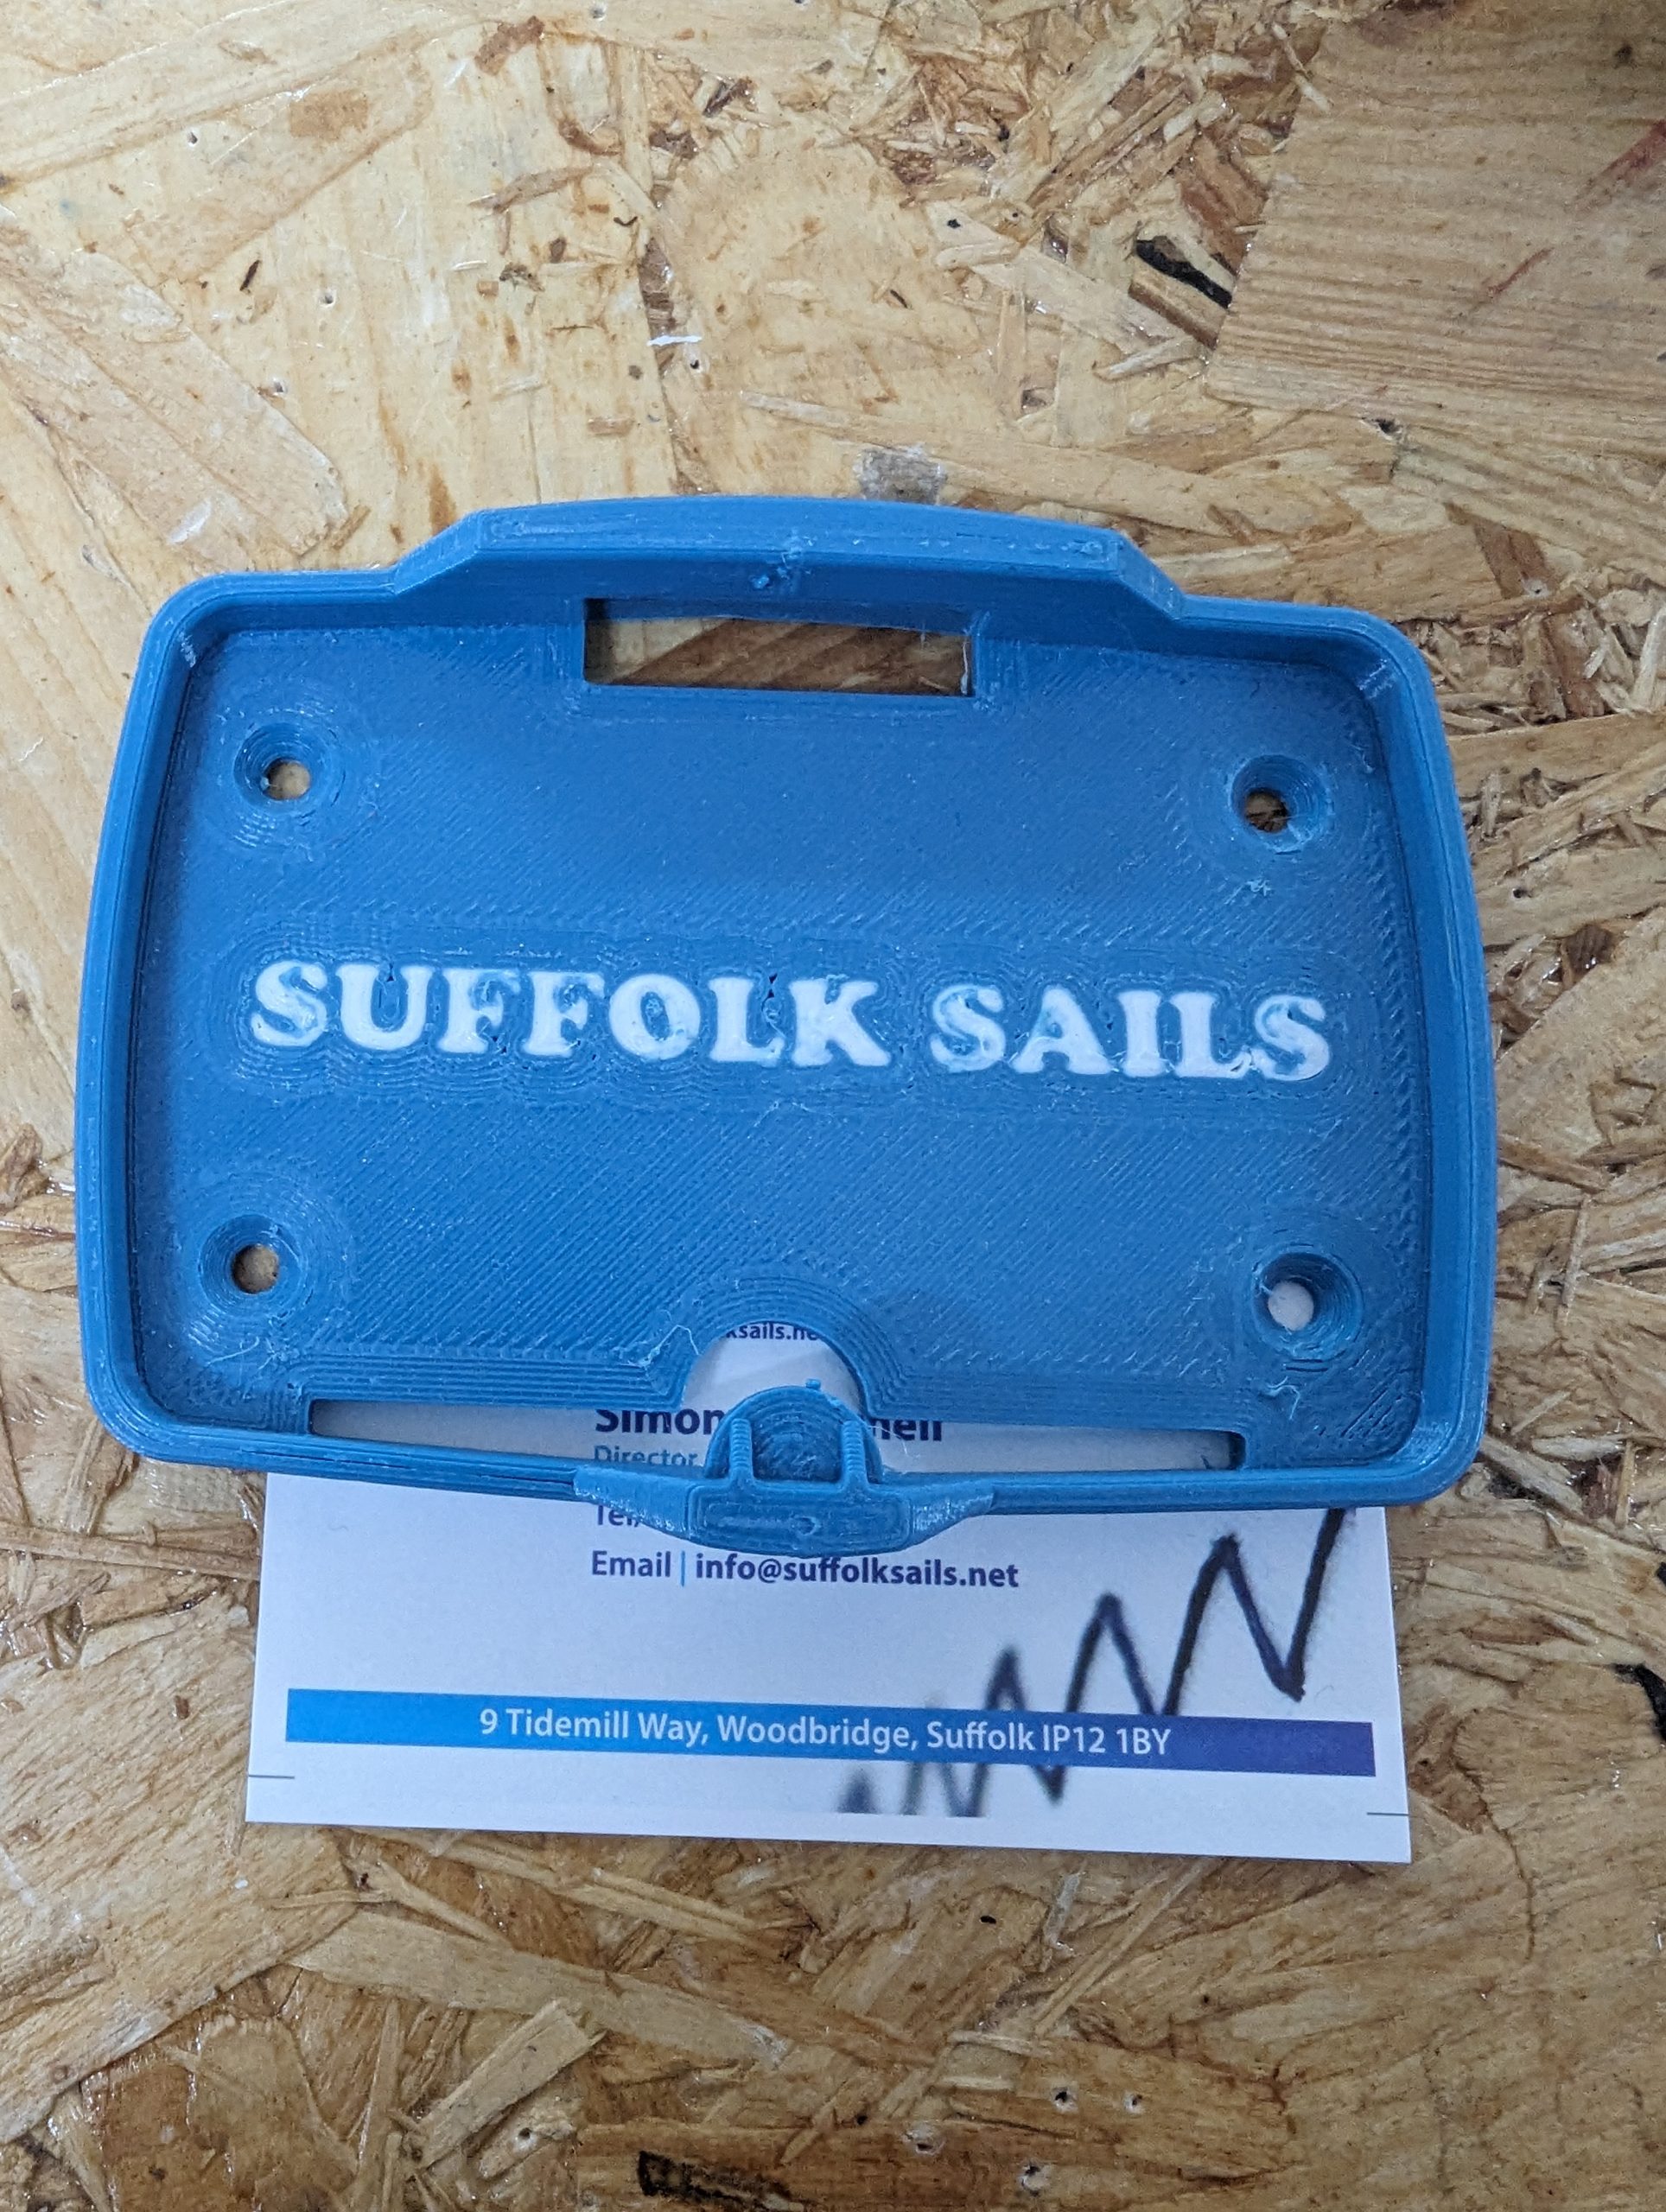 SUFFOLK SAILS
Director
Email | info@suffolksails.net
9 Tidemill Way, Woodbridge, Suffolk IP12 1BY